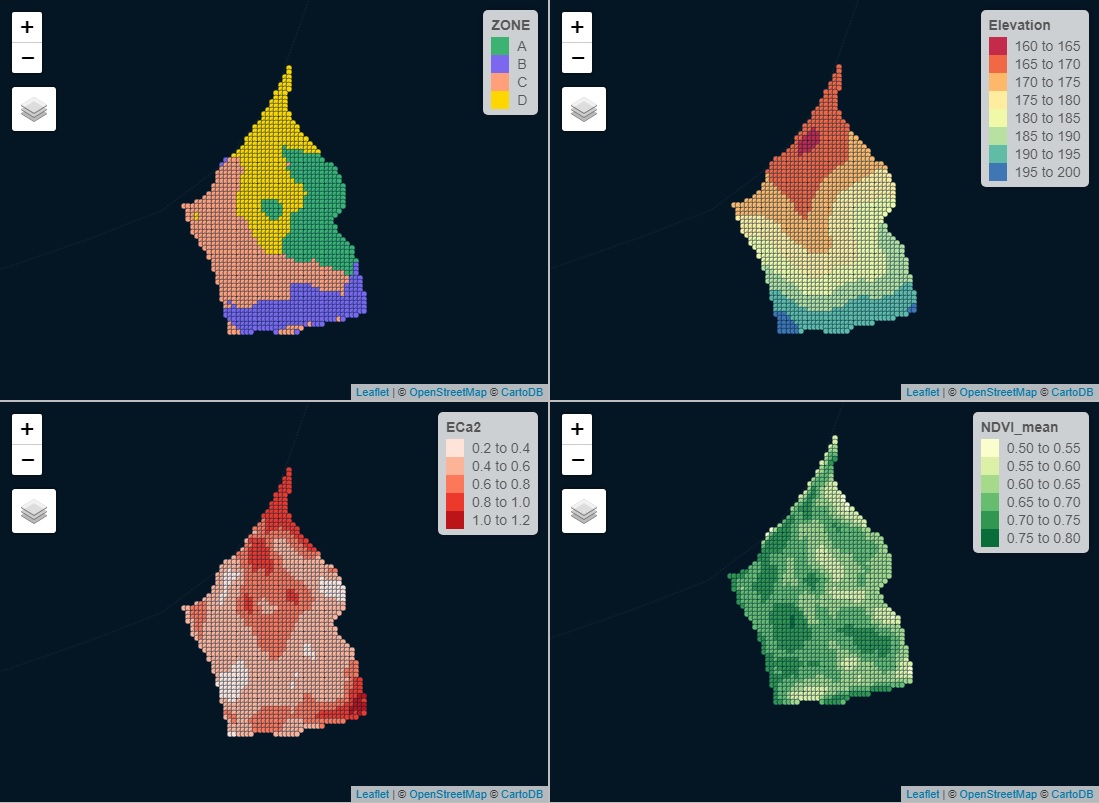 +
−
ZONE
A
B
C
D
Leaflet | © OpenStreetMap © CartoDB
+
−
Elevation
160 to 165
165 to 170
170 to 175
175 to 180
180 to 185
185 to 190
190 to 195
195 to 200
Leaflet | © OpenStreetMap © CartoDB
+
−
ECa2
0.2 to 0.4
0.4 to 0.6
0.6 to 0.8
0.8 to 1.0
1.0 to 1.2
Leaflet | © OpenStreetMap © CartoDB
+
−
NDVI_mean
0.50 to 0.55
0.55 to 0.60
0.60 to 0.65
0.65 to 0.70
0.70 to 0.75
0.75 to 0.80
Leaflet | © OpenStreetMap © CartoDB